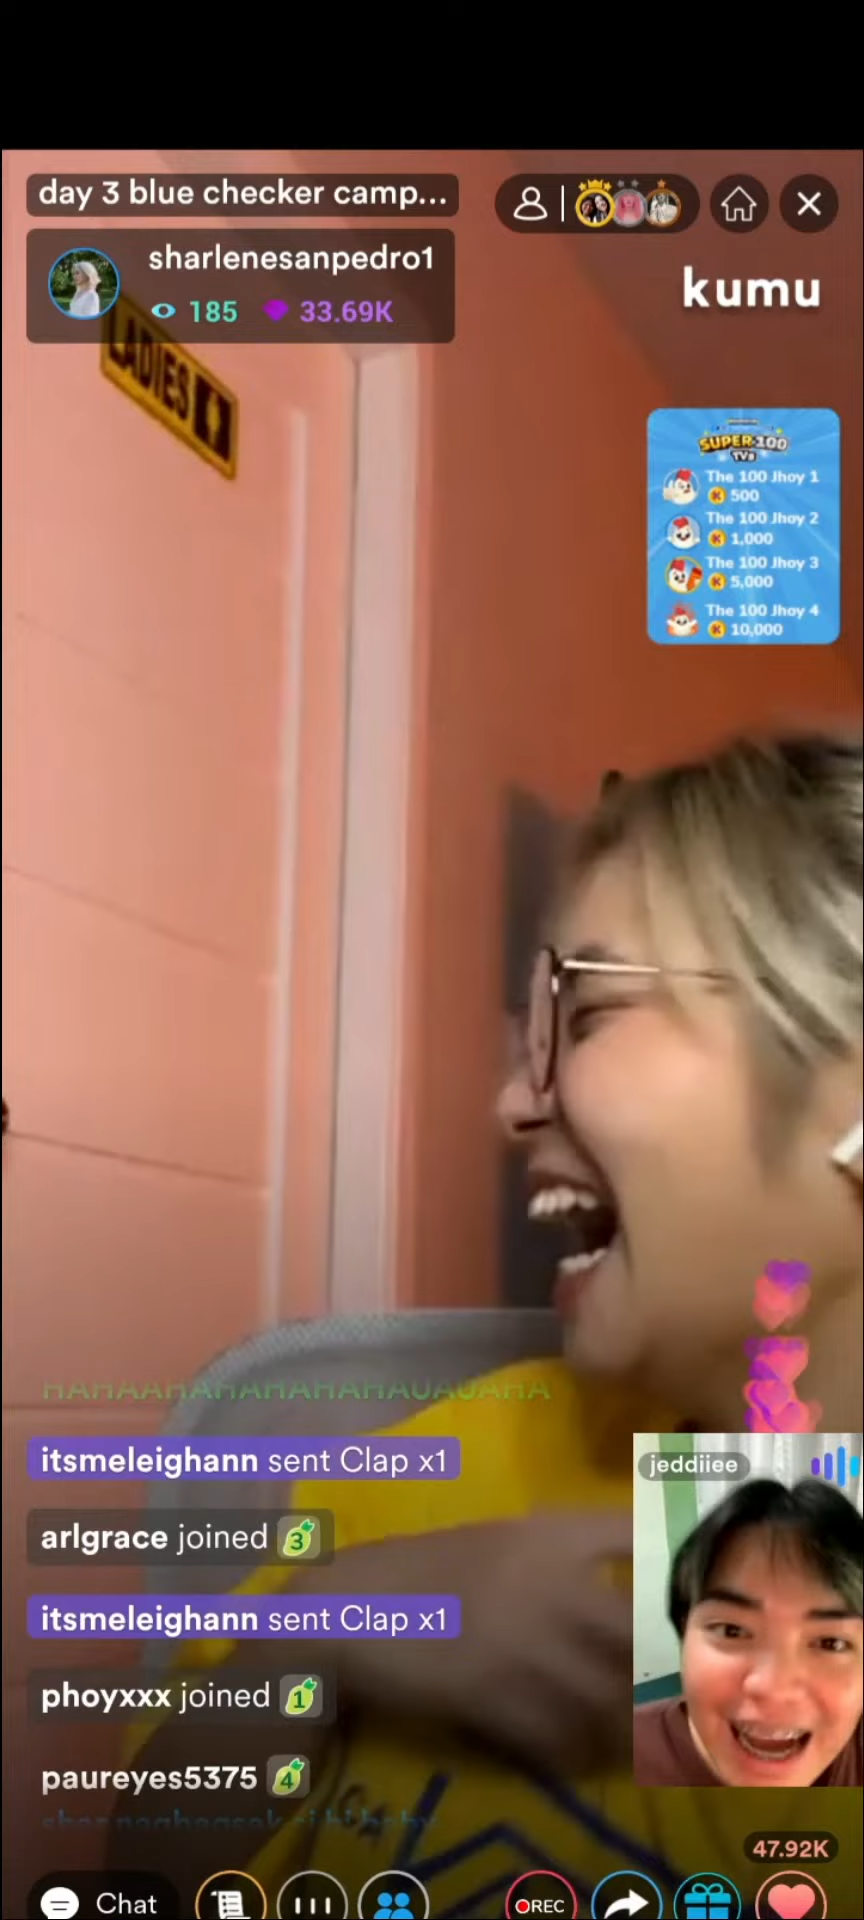 day 3 blue checker camp...
sharlenesanpedro1
185 33.69K
kumu
LADIES
SUPER 100
TVs
The 100 Jhoy 1
K 500
The 100 Jhoy 2
K 1,000
The 100 Jhoy 3
K 5,000
The 100 Jhoy 4
K 10,000
HAHAAHAHAHAHAHAUAUAHA
itsmeleighann sent Clap x1
jeddiiee
arlgrace joined 3
itsmeleighann sent Clap x1
phoyxxx joined 1
paureyes5375 4
47.92K
Chat
REC